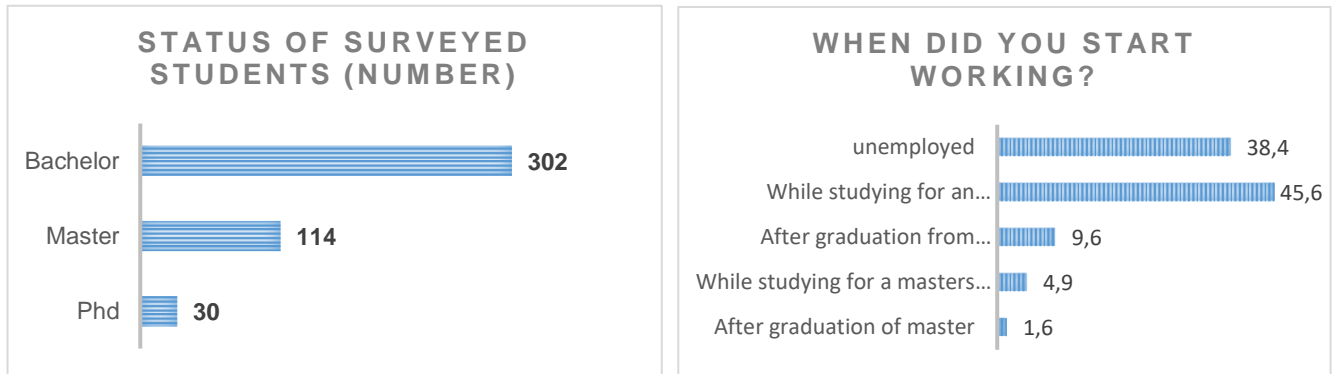 STATUS OF SURVEYED
STUDENTS (NUMBER)
Bachelor 302
Master 114
Phd 30
WHEN DID YOU START
WORKING?
unemployed 38,4
While studying for an… 45,6
After graduation from… 9,6
While studying for a masters… 4,9
After graduation of master 1,6